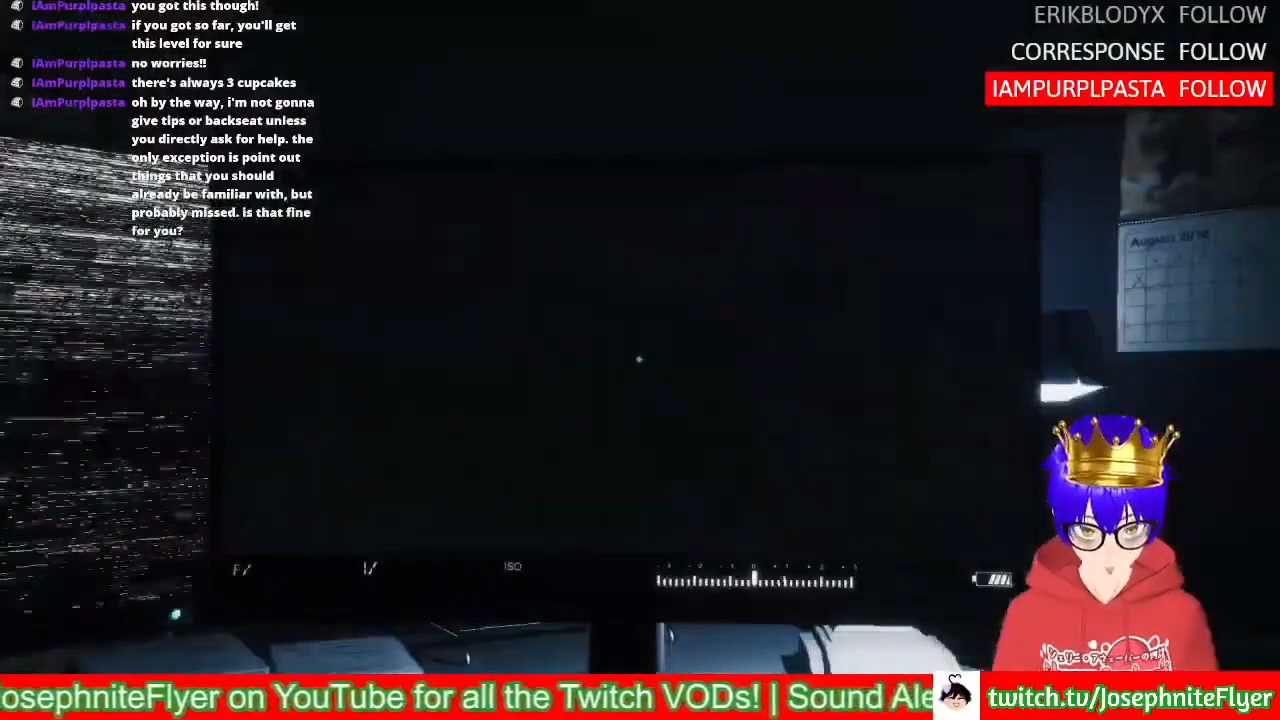 IAmPurplpasta you got this though!
IAmPurplpasta if you got so far, you'll get
this level for sure
IAmPurplpasta no worries!!
IAmPurplpasta there's always 3 cupcakes
IAmPurplpasta oh by the way, i'm not gonna
give tips or backseat unless
you directly ask for help. the
only exception is point out
things that you should
already be familiar with, but
probably missed. is that fine
for you?
ERIKBLODYX FOLLOW
CORRESPONSE FOLLOW
IAMPURPLPASTA FOLLOW
August
F/
1/
ISO
JosephniteFlyer on YouTube for all the Twitch VODs! | Sound Ale
twitch.tv/JosephniteFlyer